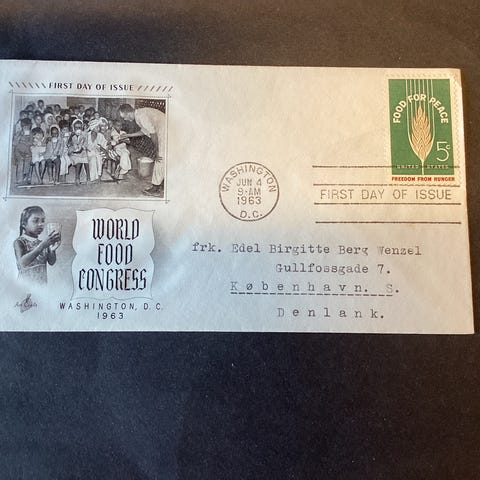 FIRST DAY OF ISSUE
WORLD
FOOD
CONGRESS
WASHINGTON, D. C.
1963
WASHINGTON
JUN 4
9-AM
1963
D.C.
FOOD FOR PEACE
5c
UNITED STATES
FREEDOM FROM HUNGER
FIRST DAY OF ISSUE
frk. Edel Birgitte Berg Wenzel
Gullfossgade 7.
København. S.
Denlank.